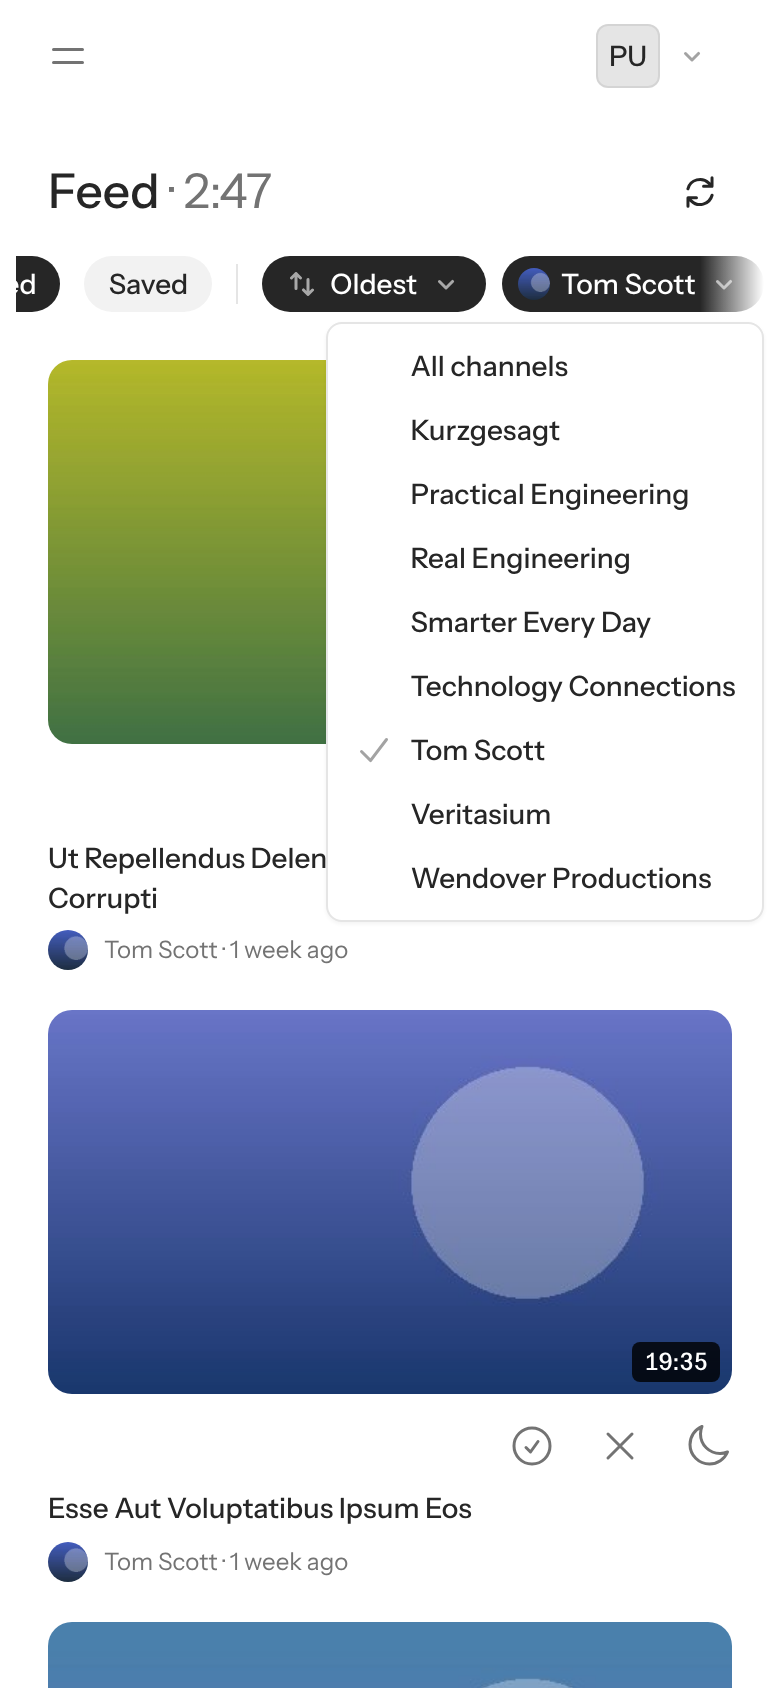 PU
Feed · 2:47
ed
Saved
Oldest
Tom Scott
All channels
Kurzgesagt
Practical Engineering
Real Engineering
Smarter Every Day
Technology Connections
Tom Scott
Veritasium
Wendover Productions
Ut Repellendus Delen
Corrupti
Tom Scott · 1 week ago
19:35
Esse Aut Voluptatibus Ipsum Eos
Tom Scott · 1 week ago